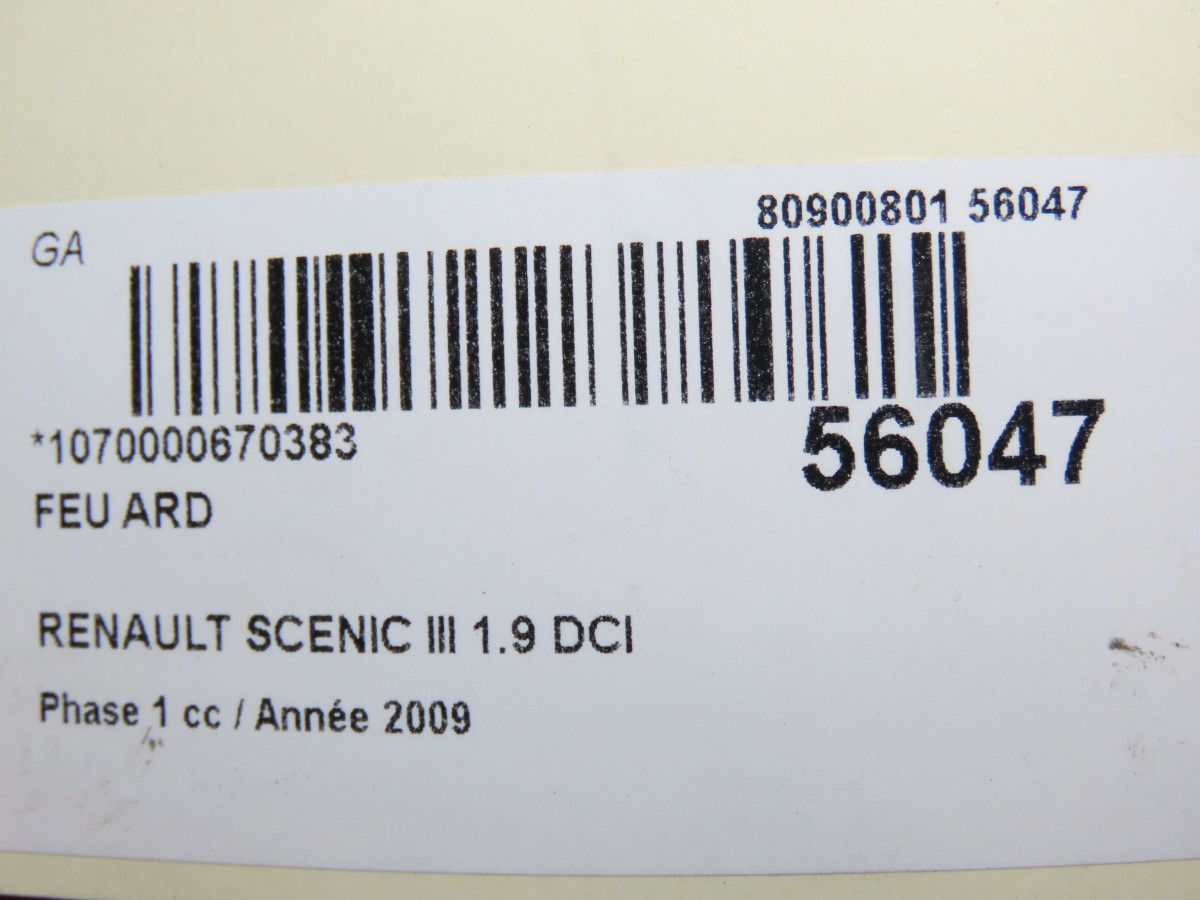 80900801 56047
GA
*1070000670383
56047
FEU ARD
RENAULT SCENIC III 1.9 DCI
Phase 1 cc / Année 2009